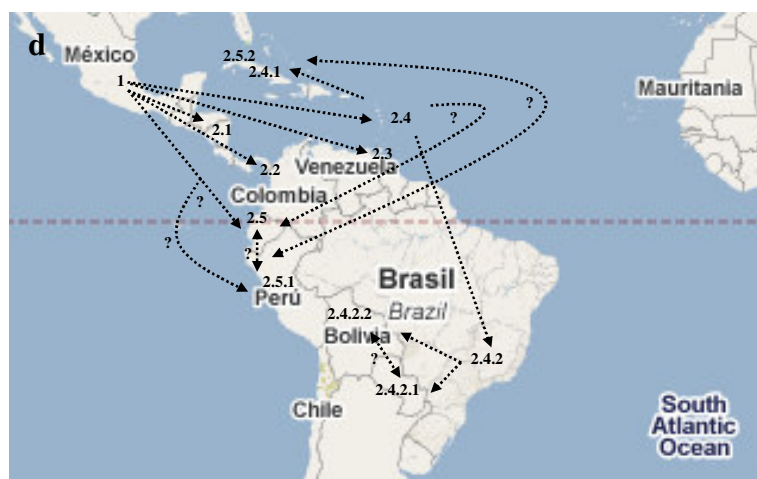 d
México
2.5.2
2.4.1
1
Mauritania
?
2.4
?
2.1
2.3
2.2
Venezuela
Colombia
?
2.5
?
?
2.5.1
Perú
Brasil
Brazil
2.4.2.2
Bolivia
?
2.4.2
2.4.2.1
Chile
South
Atlantic
Ocean